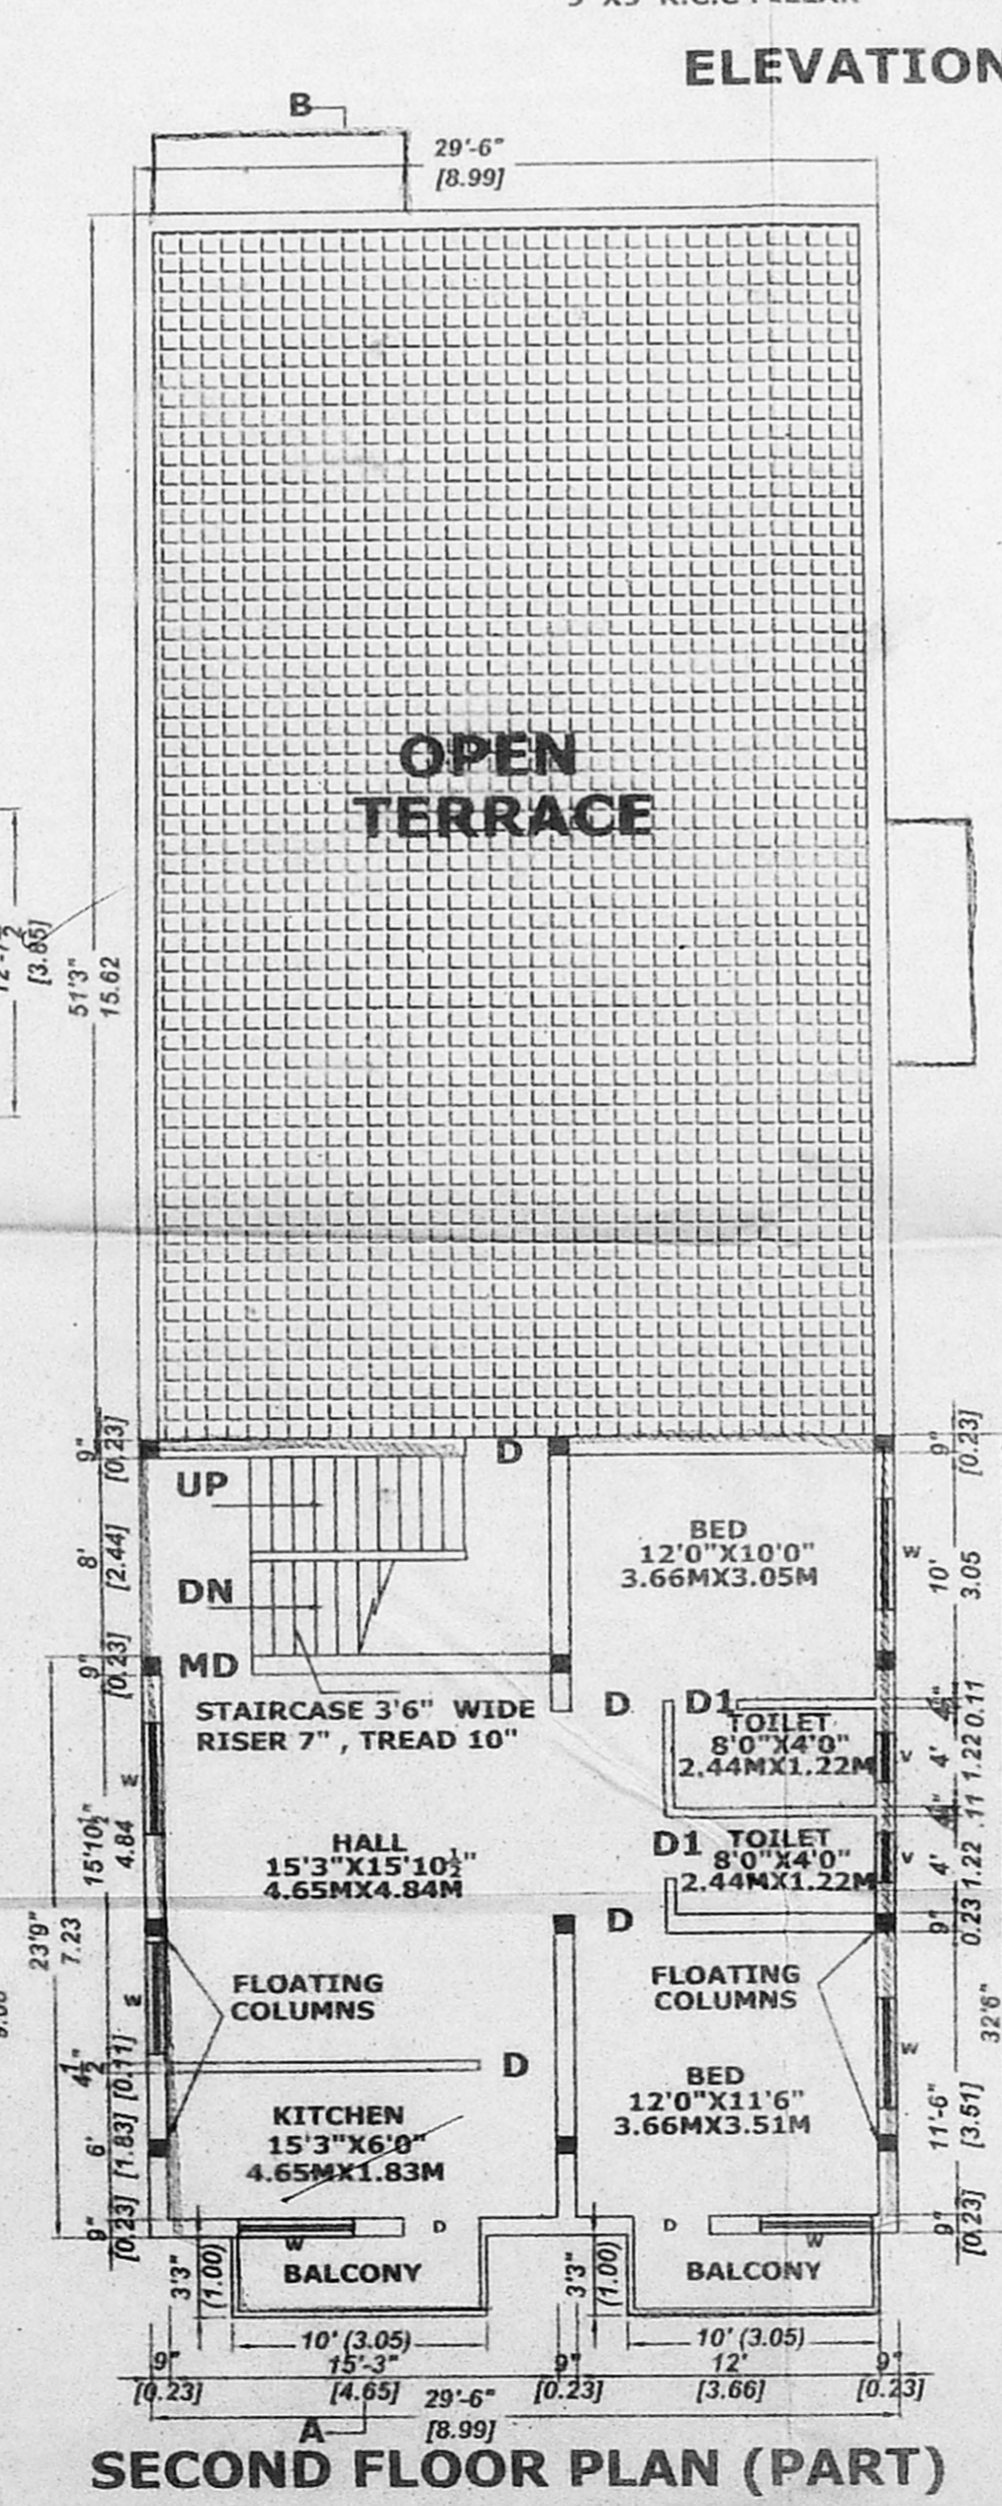 ELEVATION
B
29'-6"
[8.99]
OPEN
TERRACE
[3.85]
51'3"
15.62
9"
[0.23]
D
9"
[0.23]
UP
BED
12'0"X10'0"
3.66MX3.05M
W
10'
3.05
8'
[2.44]
DN
9"
[0.23]
MD
STAIRCASE 3'6" WIDE
RISER 7" , TREAD 10"
D
D1
TOILET
8'0"X4'0"
2.44MX1.22M
V
0.11
4'
1.22
W
15'10½"
4.84
HALL
15'3"X15'10½"
4.65MX4.84M
.11
D1
TOILET
8'0"X4'0"
2.44MX1.22M
V
4'
1.22
D
9"
0.23
23'9"
7.23
FLOATING
COLUMNS
FLOATING
COLUMNS
W
W
32'6"
4½"
[0.11]
D
KITCHEN
15'3"X6'0"
4.65MX1.83M
BED
12'0"X11'6"
3.66MX3.51M
6'
[1.83]
11'-6"
[3.51]
9"
[0.23]
D
D
9"
[0.23]
W
W
3'3"
(1.00)
BALCONY
3'3"
(1.00)
BALCONY
10' (3.05)
10' (3.05)
9"
15'-3"
9"
12'
9"
[0.23]
[4.65]
[0.23]
[3.66]
[0.23]
29'-6"
[8.99]
A
SECOND FLOOR PLAN (PART)